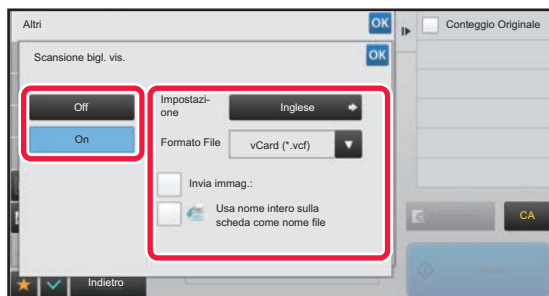 Altri
OK
Conteggio Originale
Scansione bigl. vis.
OK
Off
On
Impostazi-
one
Inglese
Formato File
vCard (*.vcf)
Invia immag.:
Usa nome intero sulla
scheda come nome file
CA
Indietro